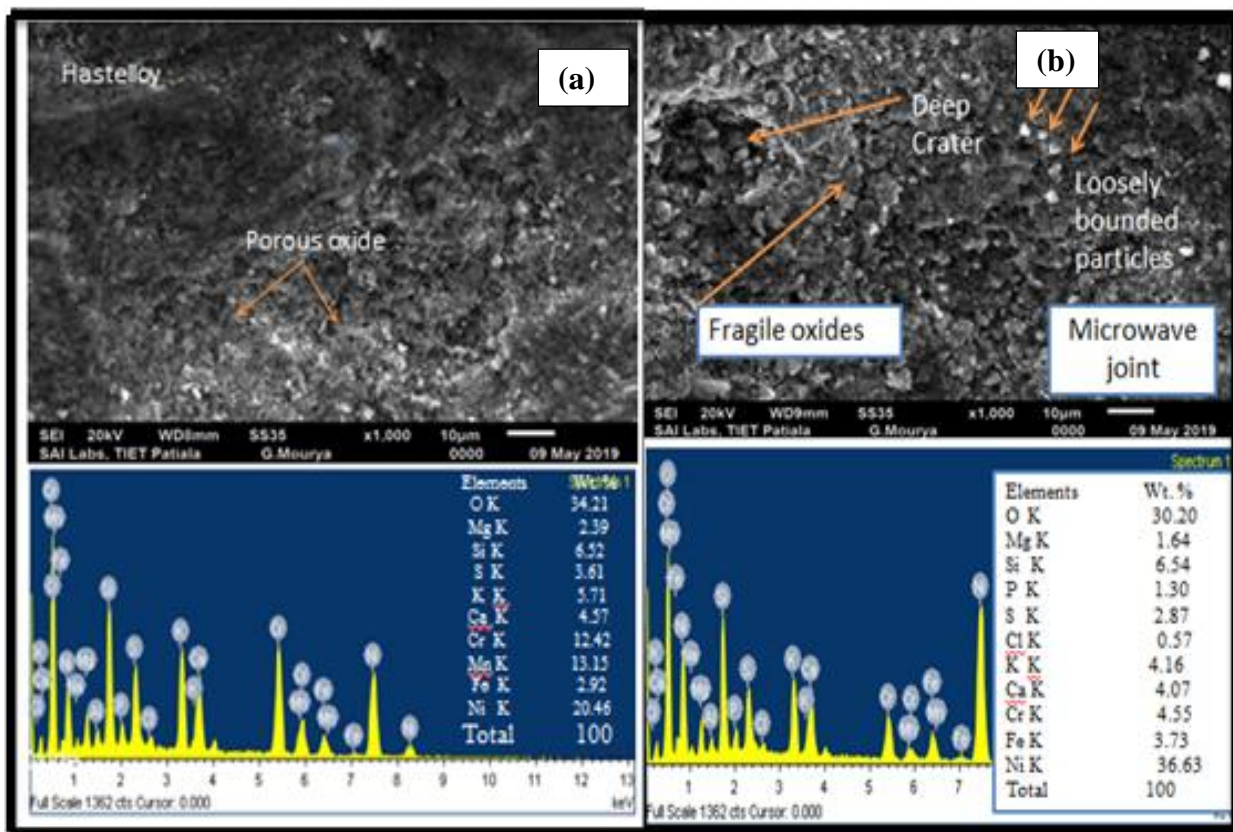 (a)
Hastelloy
Porous oxide
SEI 20kV WD8mm SS35 x1,000 10µm
SAI Labs, TIET Patiala G.Mourya 0000 09 May 2019
(b)
Deep
Crater
Loosely
bounded
particles
Fragile oxides
Microwave
joint
SEI 20kV WD9mm SS35 x1,000 10µm
SAI Labs, TIET Patiala G.Mourya 0000 09 May 2019
Elements Wt.%
O K 34.21
Mg K 2.39
Si K 6.52
S K 3.61
K K 5.71
Ca K 4.57
Cr K 12.42
Mn K 13.15
Fe K 2.92
Ni K 20.46
Total 100
1 2 3 4 5 6 7 8 9 10 11 12 13
Full Scale 1362 cts Cursor: 0.000 keV
Spectrum 1
Elements Wt.%
O K 30.20
Mg K 1.64
Si K 6.54
P K 1.30
S K 2.87
Cl K 0.57
K K 4.16
Ca K 4.07
Cr K 4.55
Fe K 3.73
Ni K 36.63
Total 100
1 2 3 4 5 6 7
Full Scale 1362 cts Cursor: 0.000